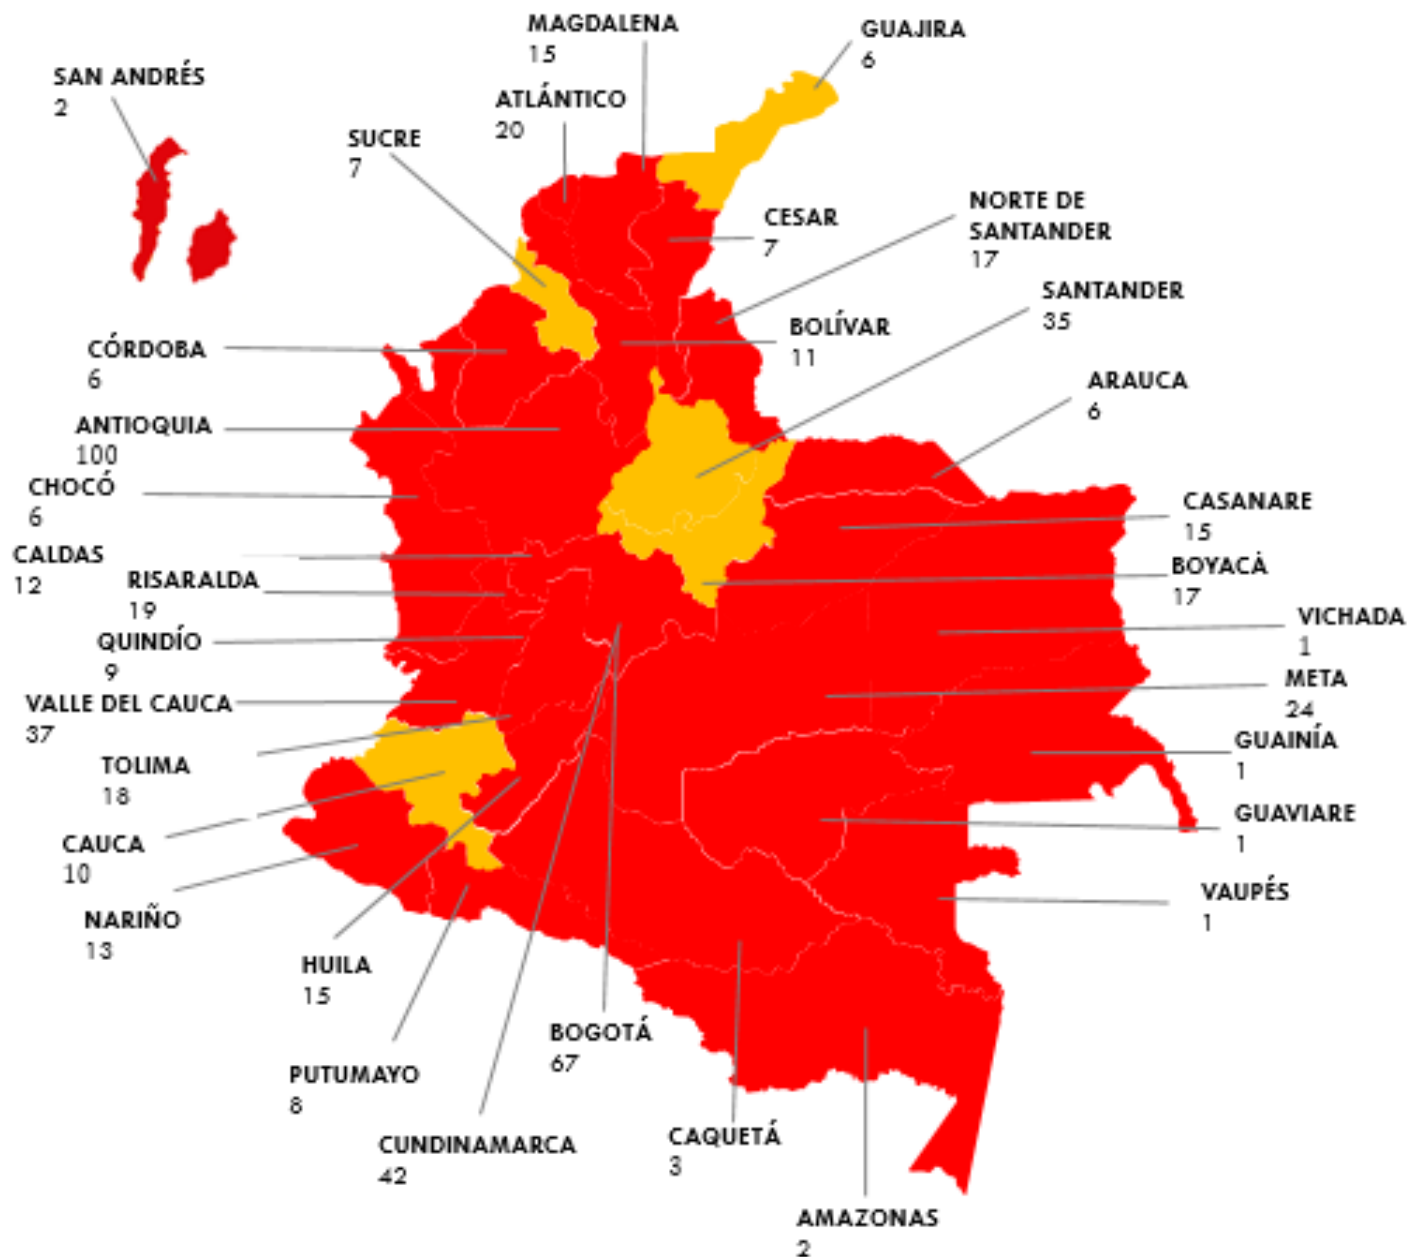 MAGDALENA
15
GUAJIRA
6
SAN ANDRÉS
2
ATLÁNTICO
20
SUCRE
7
NORTE DE
SANTANDER
17
CESAR
7
SANTANDER
35
BOLÍVAR
11
CÓRDOBA
6
ARAUCA
6
ANTIOQUIA
100
CHOCÓ
6
CASANARE
15
CALDAS
12
BOYACÁ
17
RISARALDA
19
VICHADA
1
QUINDÍO
9
META
24
VALLE DEL CAUCA
37
GUAINÍA
1
TOLIMA
18
GUAVIARE
1
CAUCA
10
VAUPÉS
1
NARIÑO
13
HUILA
15
BOGOTÁ
67
PUTUMAYO
8
CUNDINAMARCA
42
CAQUETÁ
3
AMAZONAS
2